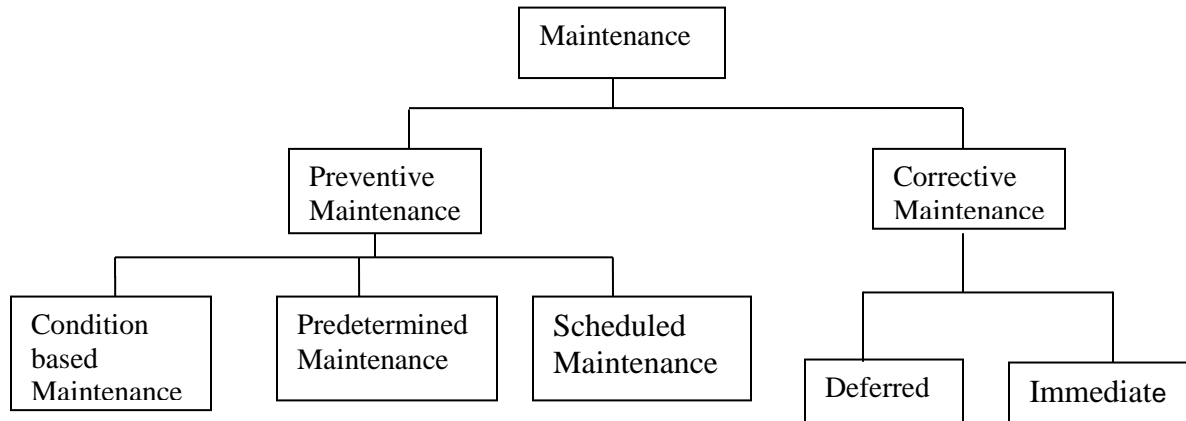 Maintenance
Preventive
Maintenance
Corrective
Maintenance
Condition
based
Maintenance
Predetermined
Maintenance
Scheduled
Maintenance
Deferred
Immediate